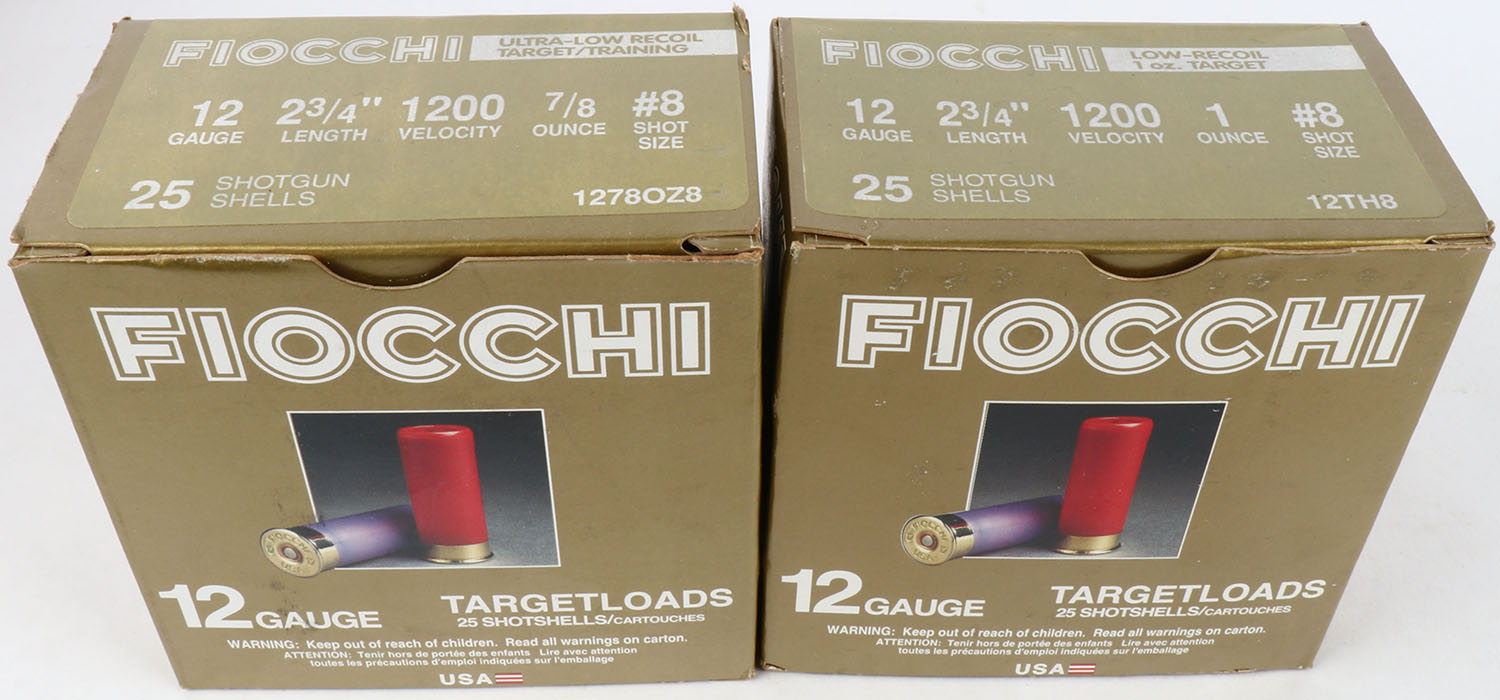 FIOCCHI ULTRA-LOW RECOIL
TARGET/TRAINING
12 2 3/4" 1200 7/8 #8
GAUGE LENGTH VELOCITY OUNCE SHOT
SIZE
25 SHOTGUN
SHELLS
1278OZ8
FIOCCHI
FIOCCHI
USA
12 GAUGE
TARGETLOADS
25 SHOTSHELLS/CARTOUCHES
WARNING: Keep out of reach of children. Read all warnings on carton.
ATTENTION: Tenir hors de portée des enfants Lire avec attention
toutes les précautions d'emploi indiquées sur l'emballage
USA
FIOCCHI LOW-RECOIL
1 oz. TARGET
12 2 3/4" 1200 1 #8
GAUGE LENGTH VELOCITY OUNCE SHOT
SIZE
25 SHOTGUN
SHELLS
12TH8
FIOCCHI
FIOCCHI
USA
12 GAUGE
TARGETLOADS
25 SHOTSHELLS/CARTOUCHES
WARNING: Keep out of reach of children. Read all warnings on carton.
ATTENTION: Tenir hors de portée des enfants Lire avec attention
toutes les précautions d'emploi indiquées sur l'emballage
USA